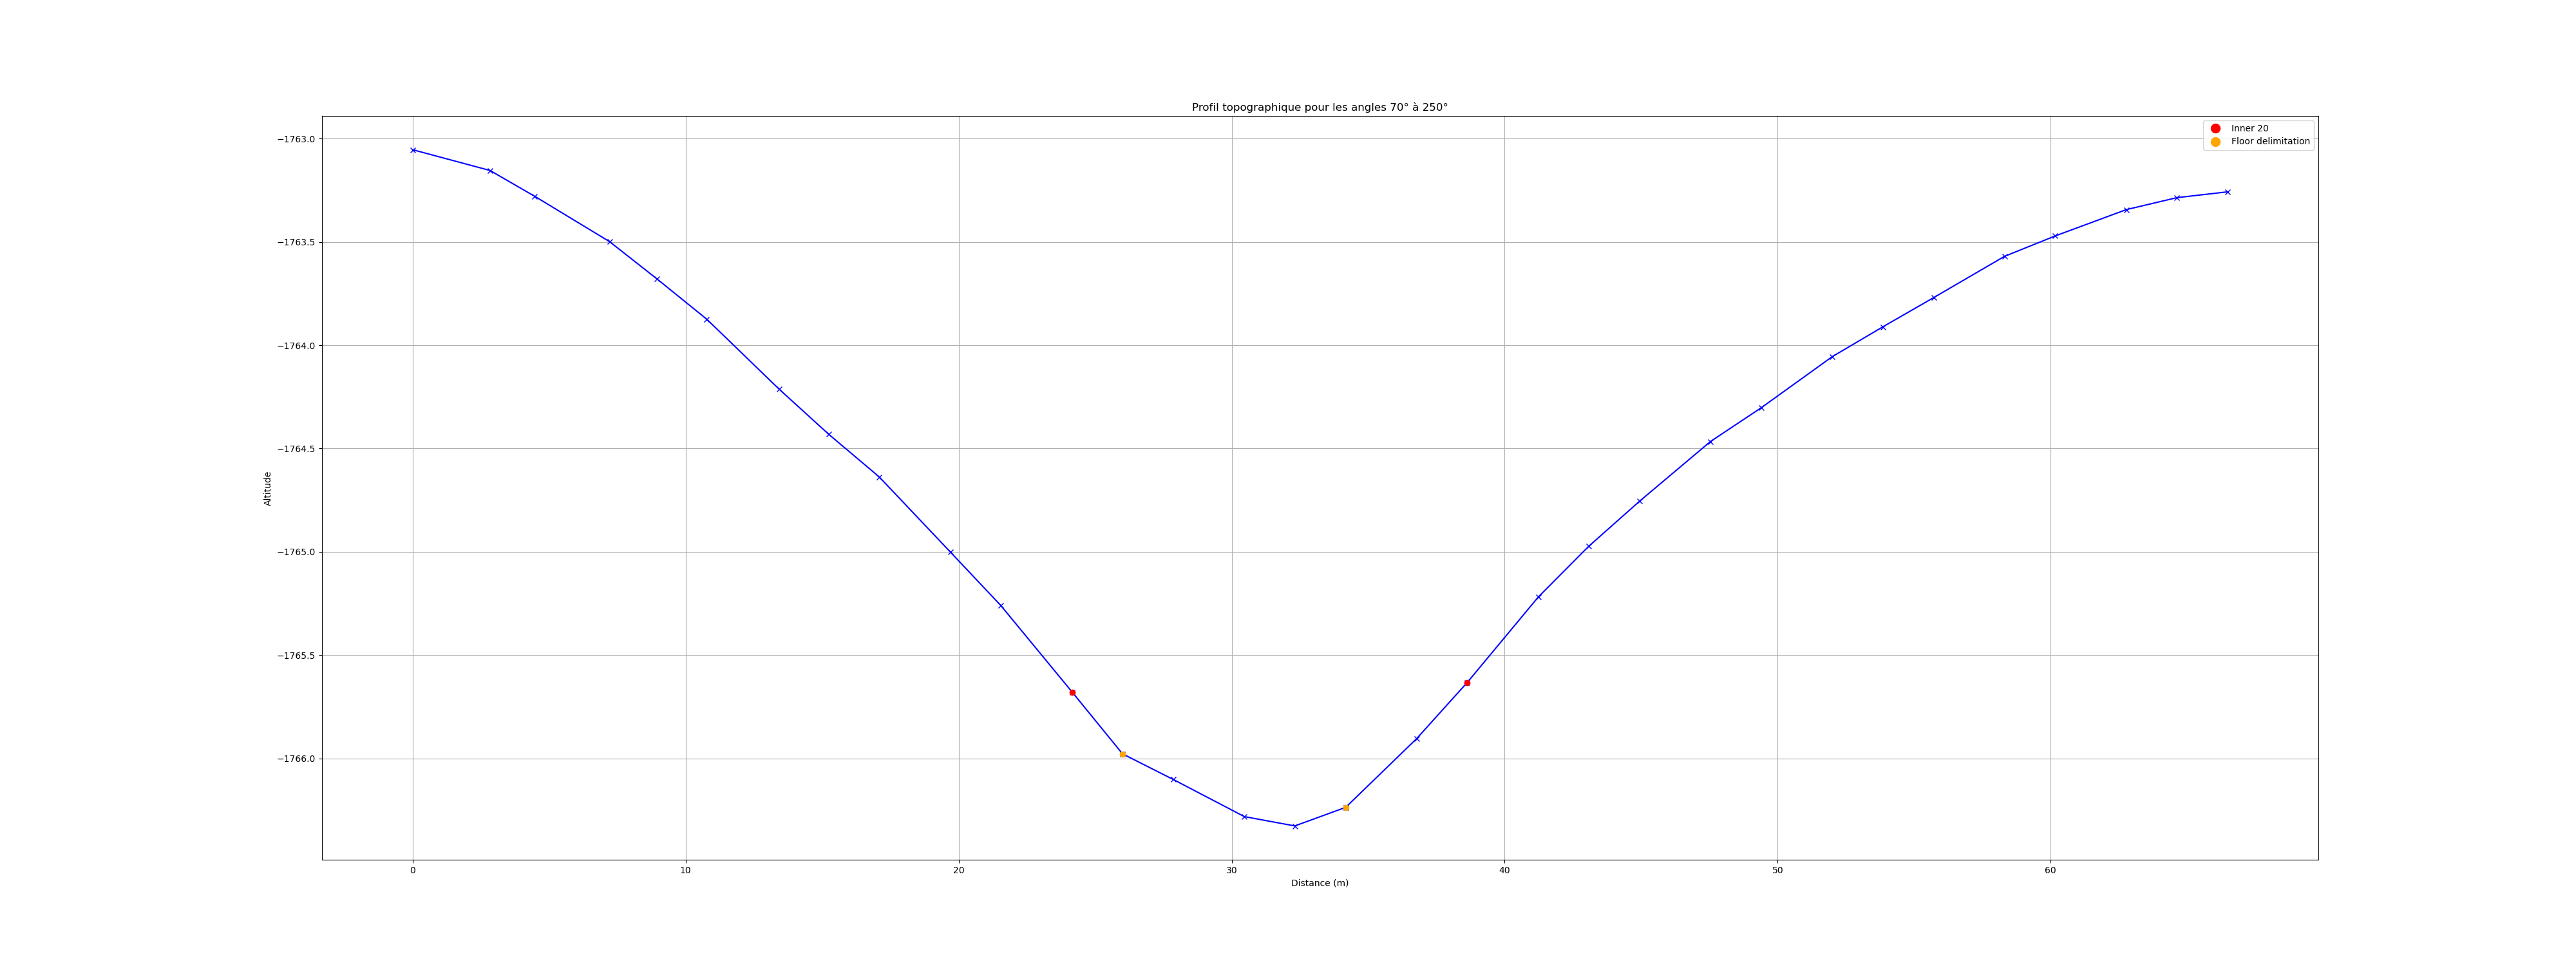 Profil topographique pour les angles 70° à 250°
Inner 20
Floor delimitation
−1763.0
−1763.5
−1764.0
−1764.5
−1765.0
−1765.5
−1766.0
Altitude
0 10 20 30 40 50 60
Distance (m)